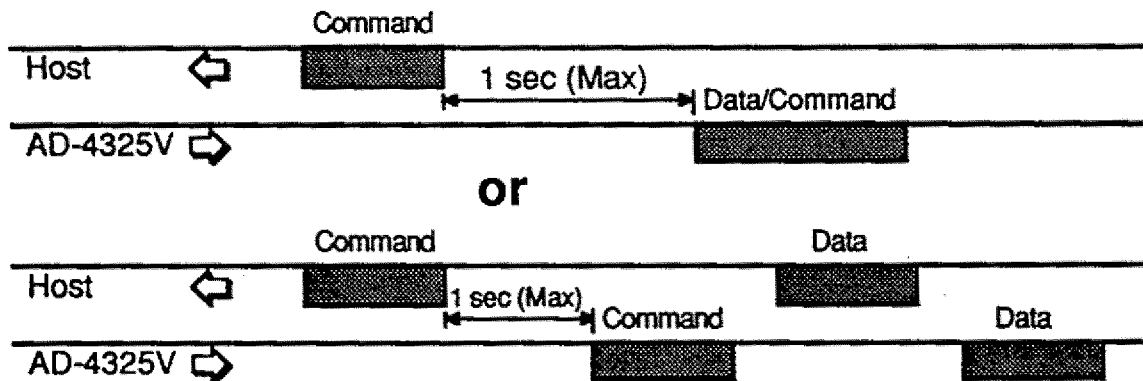 Command
Host
1 sec (Max)
Data/Command
AD-4325V
or
Command
Data
Host
1 sec (Max)
Command
Data
AD-4325V